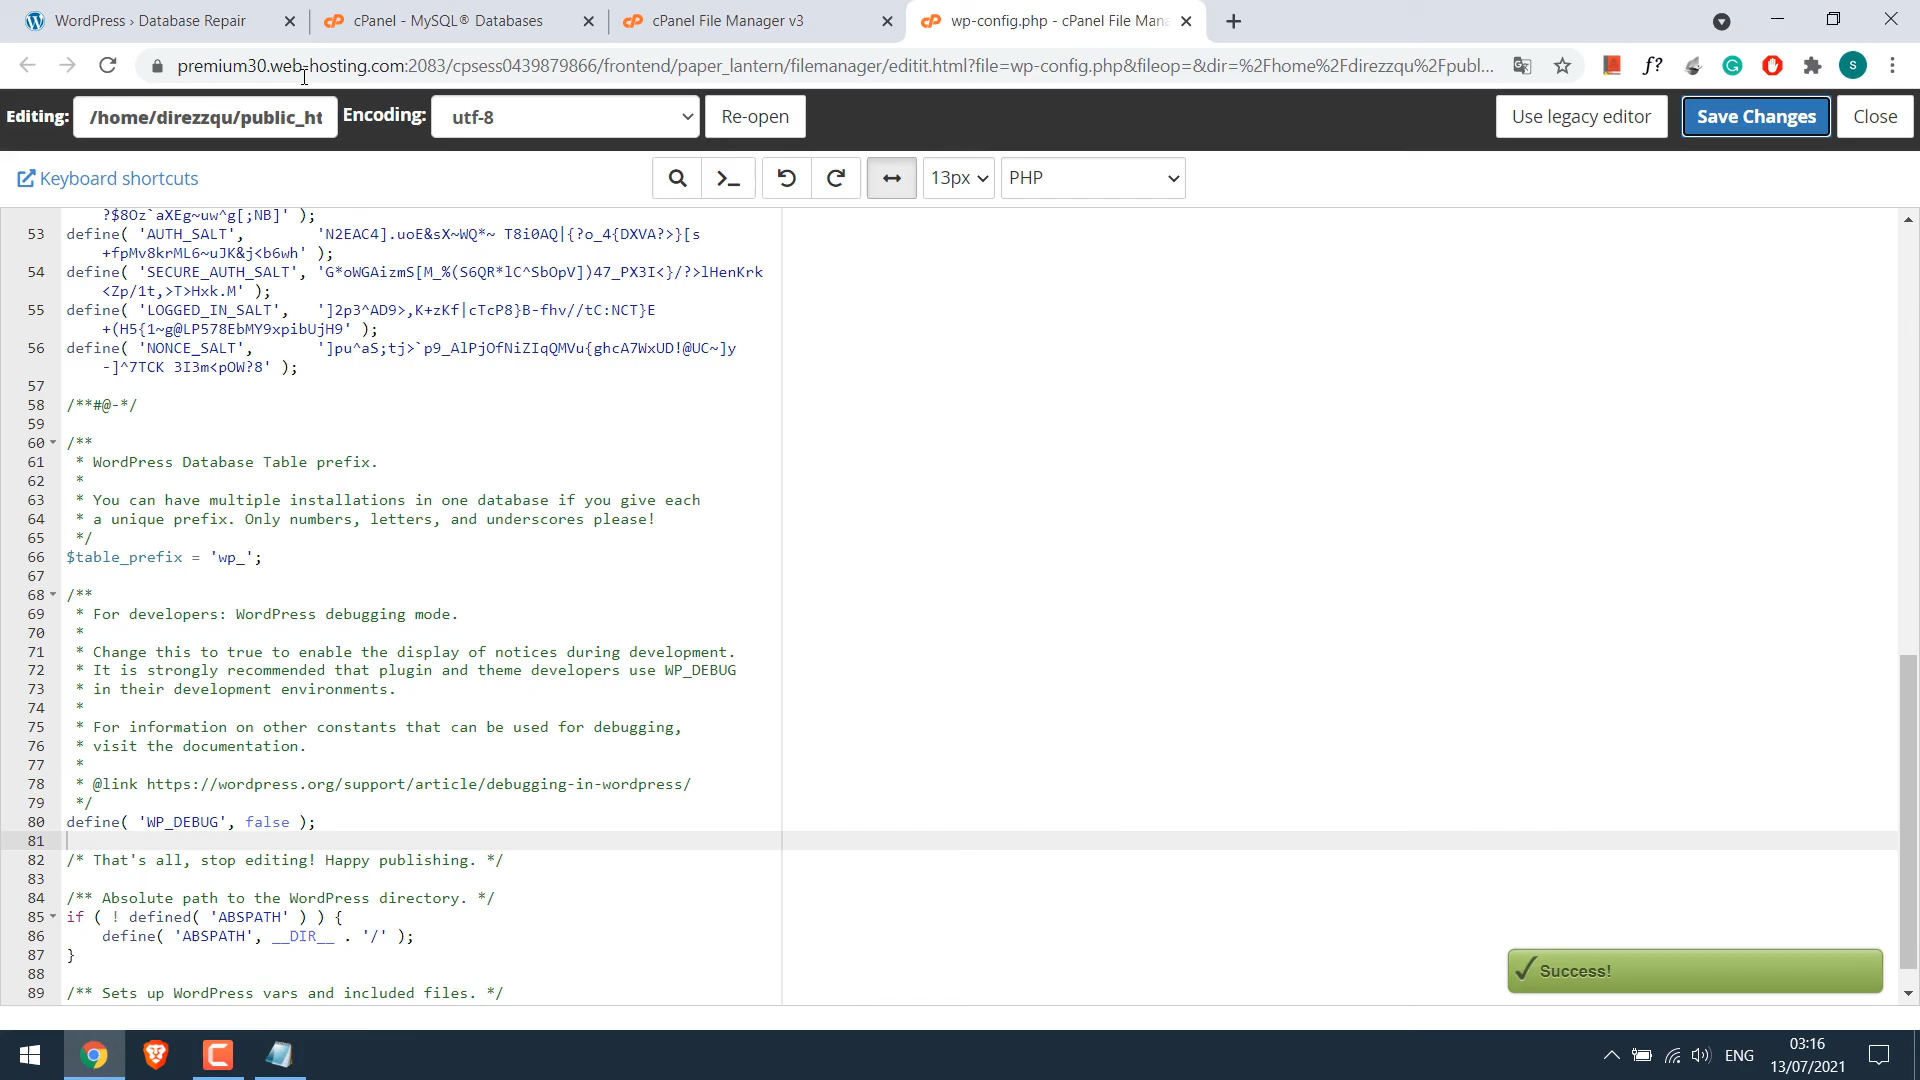 WordPress › Database Repair
cPanel - MySQL® Databases
cPanel File Manager v3
wp-config.php - cPanel File Mana
premium30.web-hosting.com:2083/cpsess0439879866/frontend/paper_lantern/filemanager/editit.html?file=wp-config.php&fileop=&dir=%2Fhome%2Fdirezzqu%2Fpubl...
f?
S
Editing: /home/direzzqu/public_ht Encoding: utf-8 Re-open Use legacy editor Save Changes Close
Keyboard shortcuts 13px PHP
?$8Oz`aXEg~uw^g[;NB]' );
53 define( 'AUTH_SALT', 'N2EAC4].uoE&sX~WQ*~ T8i0AQ|{?o_4{DXVA?>}[s
+fpMv8krML6~uJK&j<b6wh' );
54 define( 'SECURE_AUTH_SALT', 'G*oWGAizmS[M_%(S6QR*lC^SbOpV])47_PX3I<}/?>lHenKrk
<Zp/1t,>T>Hxk.M' );
55 define( 'LOGGED_IN_SALT', ']2p3^AD9>,K+zKf|cTcP8}B-fhv//tC:NCT}E
+(H5{1~g@LP578EbMY9xpibUjH9' );
56 define( 'NONCE_SALT', ']pu^aS;tj>`p9_AlPjOfNiZIqQMVu{ghcA7WxUD!@UC~]y
-]^7TCK 3I3m<pOW?8' );
57
58 /**#@-*/
59
60 /**
61 * WordPress Database Table prefix.
62 *
63 * You can have multiple installations in one database if you give each
64 * a unique prefix. Only numbers, letters, and underscores please!
65 */
66 $table_prefix = 'wp_';
67
68 /**
69 * For developers: WordPress debugging mode.
70 *
71 * Change this to true to enable the display of notices during development.
72 * It is strongly recommended that plugin and theme developers use WP_DEBUG
73 * in their development environments.
74 *
75 * For information on other constants that can be used for debugging,
76 * visit the documentation.
77 *
78 * @link https://wordpress.org/support/article/debugging-in-wordpress/
79 */
80 define( 'WP_DEBUG', false );
81
82 /* That's all, stop editing! Happy publishing. */
83
84 /** Absolute path to the WordPress directory. */
85 if ( ! defined( 'ABSPATH' ) ) {
86 define( 'ABSPATH', __DIR__ . '/' );
87 }
88
89 /** Sets up WordPress vars and included files. */
Success!
ENG
03:16
13/07/2021